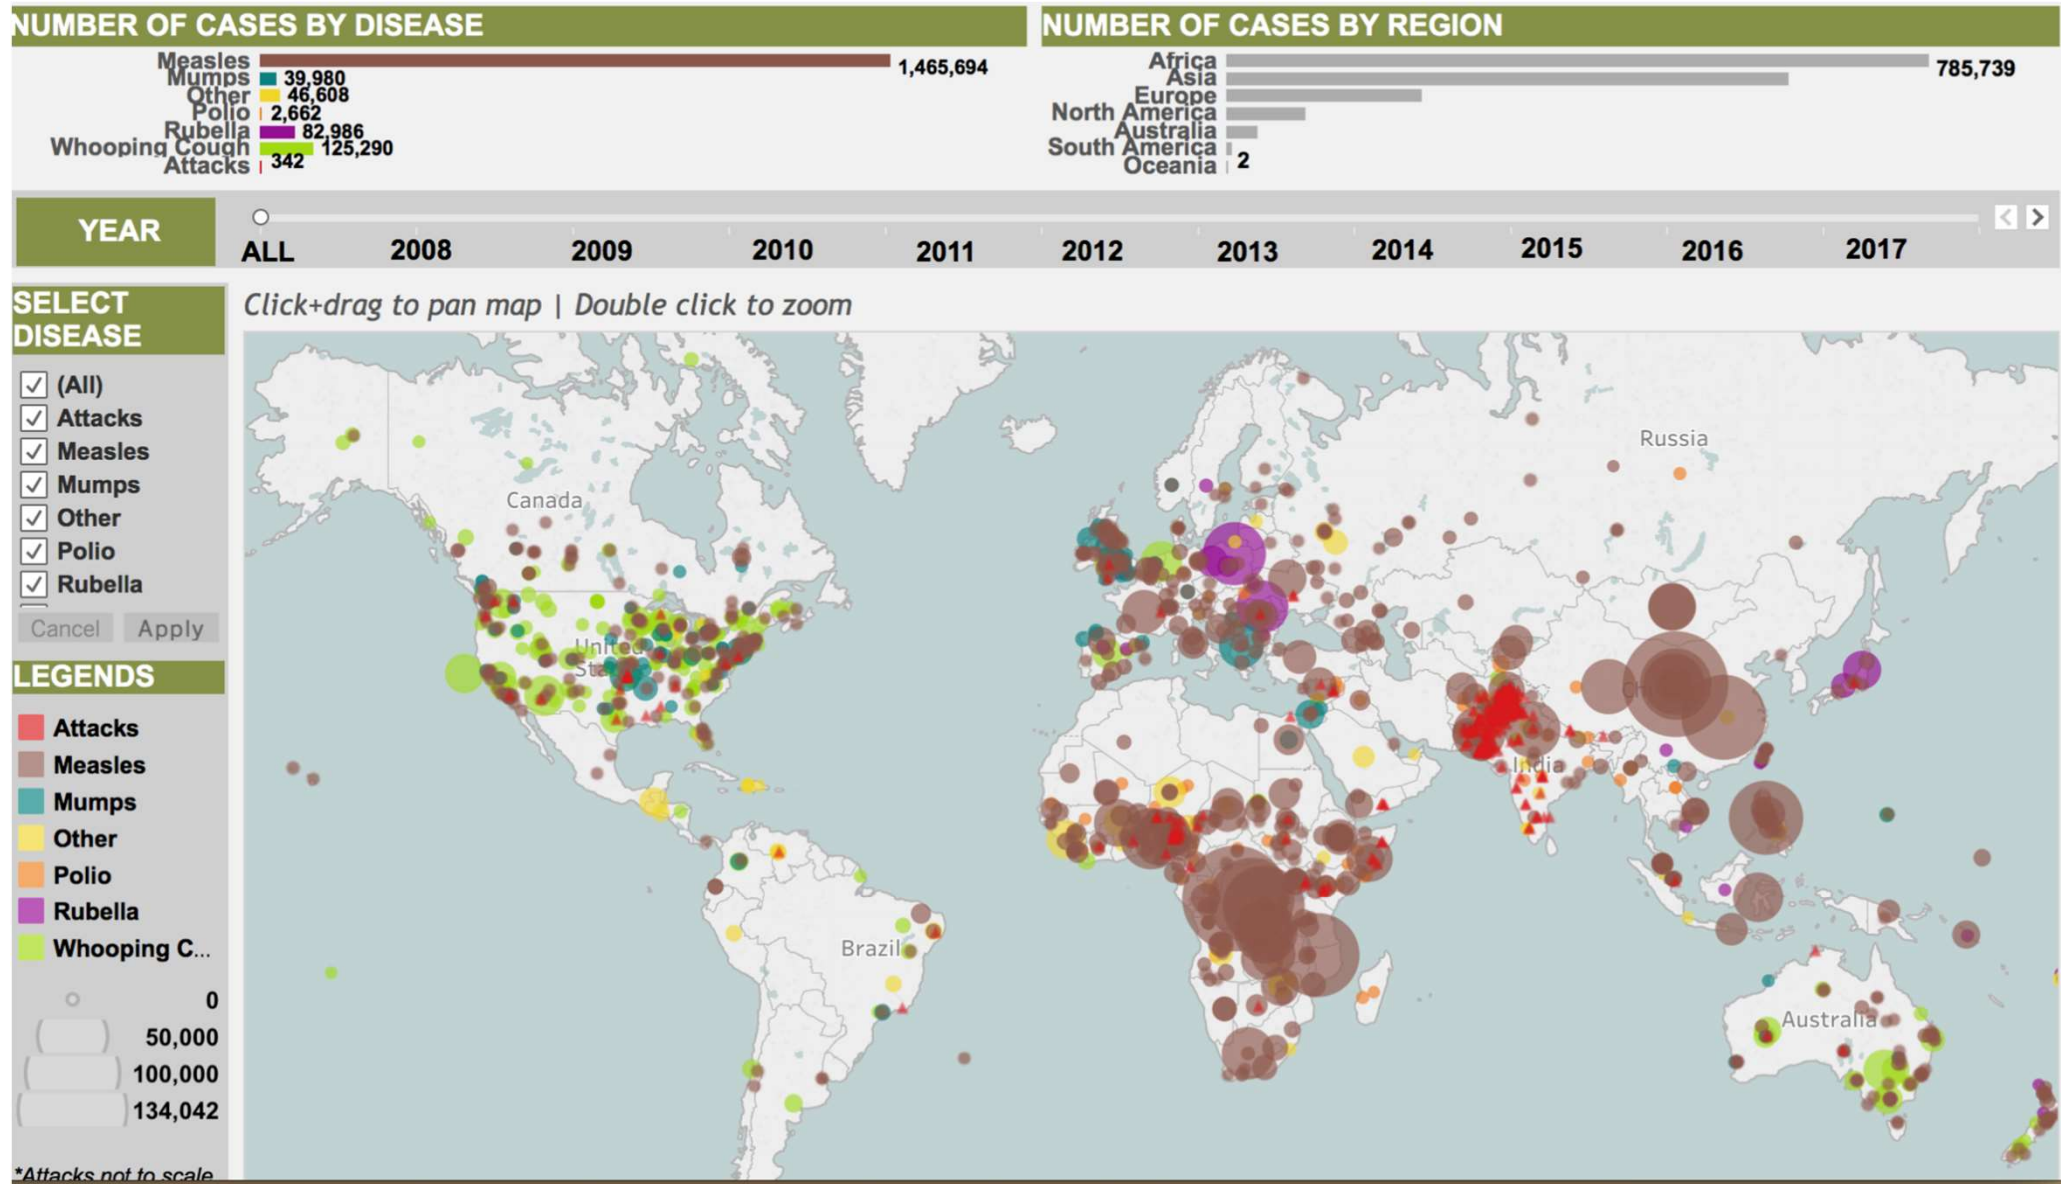 NUMBER OF CASES BY DISEASE
Measles 1,465,694
Mumps 39,980
Other 46,608
Polio 2,662
Rubella 82,986
Whooping Cough 125,290
Attacks 342
NUMBER OF CASES BY REGION
Africa 785,739
Asia
Europe
North America
Australia
South America
Oceania 2
YEAR
ALL 2008 2009 2010 2011 2012 2013 2014 2015 2016 2017
SELECT
DISEASE
(All)
Attacks
Measles
Mumps
Other
Polio
Rubella
Cancel Apply
LEGENDS
Attacks
Measles
Mumps
Other
Polio
Rubella
Whooping C...
0
50,000
100,000
134,042
*Attacks not to scale
Click+drag to pan map | Double click to zoom
Russia
Canada
United
Sta
Ch
India
Brazil
Australia